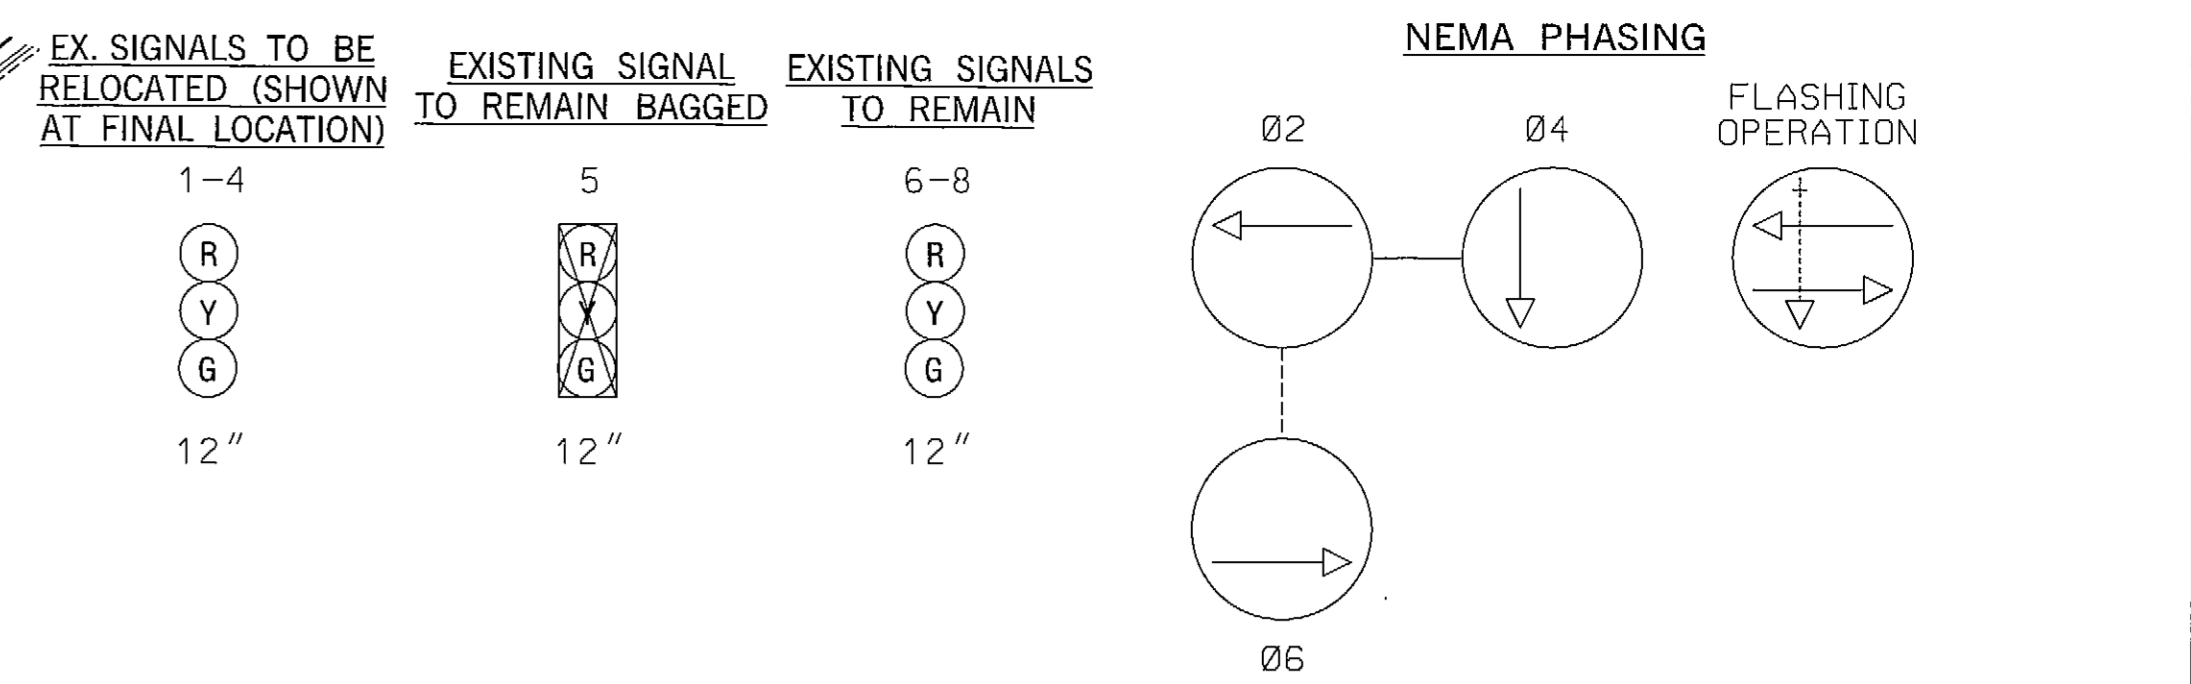 EX. SIGNALS TO BE
RELOCATED (SHOWN
AT FINAL LOCATION)
1-4
R
Y
G
12"
EXISTING SIGNAL
TO REMAIN BAGGED
5
R
Y
G
12"
EXISTING SIGNALS
TO REMAIN
6-8
R
Y
G
12"
NEMA PHASING
Ø2
Ø4
FLASHING
OPERATION
Ø6